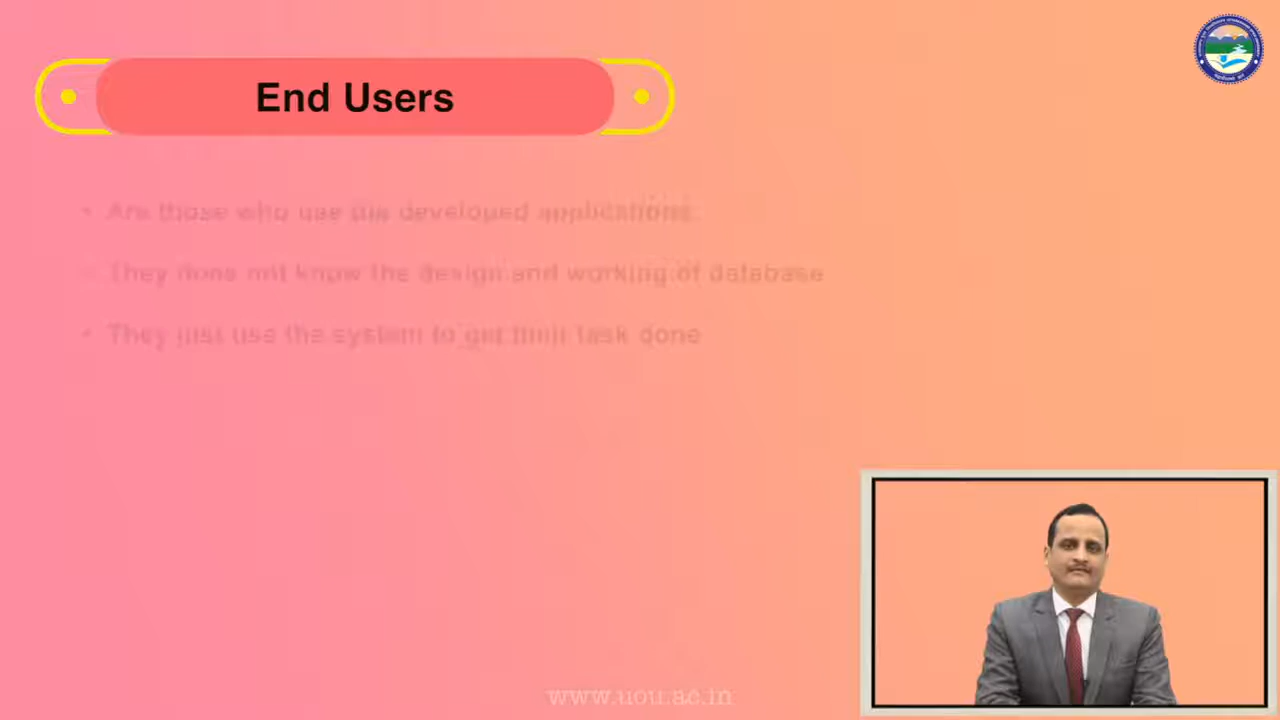 End Users
• Are those who use the developed applications.
• They does not know the design and working of database
• They just use the system to get their task done
www.uou.ac.in